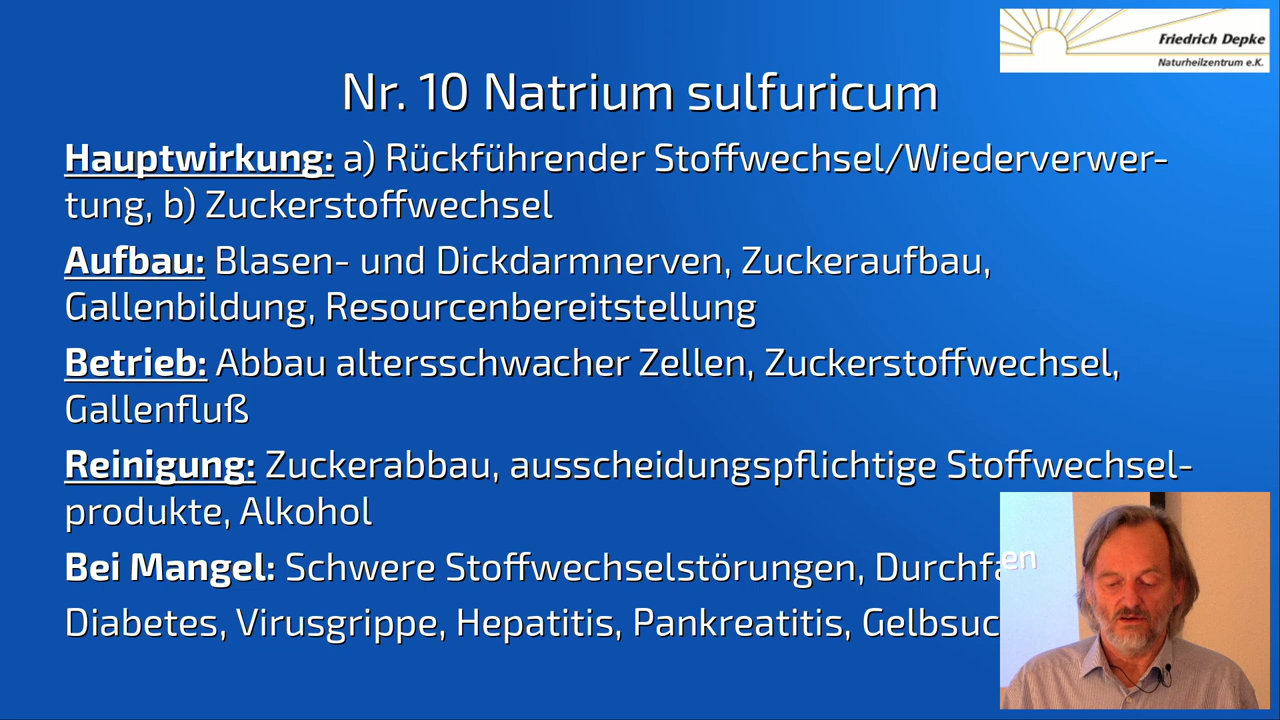 Friedrich Depke
Naturheilzentrum e.K.
Nr. 10 Natrium sulfuricum
Hauptwirkung: a) Rückführender Stoffwechsel/Wiederverwer-
tung, b) Zuckerstoffwechsel
Aufbau: Blasen- und Dickdarmnerven, Zuckeraufbau,
Gallenbildung, Resourcenbereitstellung
Betrieb: Abbau altersschwacher Zellen, Zuckerstoffwechsel,
Gallenfluß
Reinigung: Zuckerabbau, ausscheidungspflichtige Stoffwechsel-
produkte, Alkohol
Bei Mangel: Schwere Stoffwechselstörungen,
Diabetes, Virusgrippe, Hepatitis, Pankreatitis,